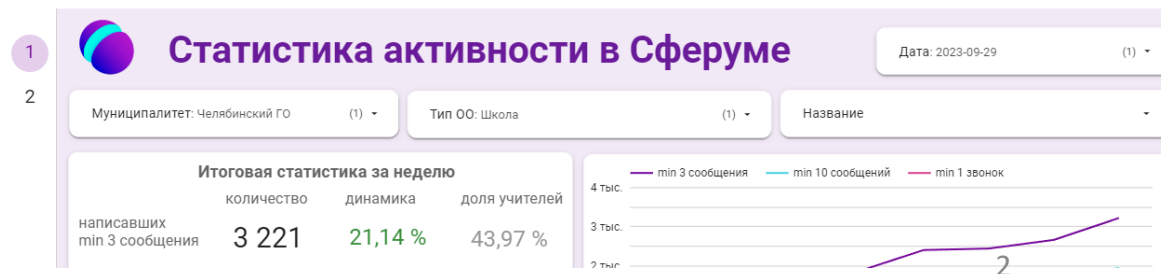 1
2
Статистика активности в Сферуме
Дата: 2023-09-29 (1)
Муниципалитет: Челябинский ГО (1)
Тип ОО: Школа (1)
Название
Итоговая статистика за неделю
количество динамика доля учителей
написавших
min 3 сообщения 3 221 21,14 % 43,97 %
min 3 сообщения min 10 сообщений min 1 звонок
4 тыс.
3 тыс.
2 тыс.
2